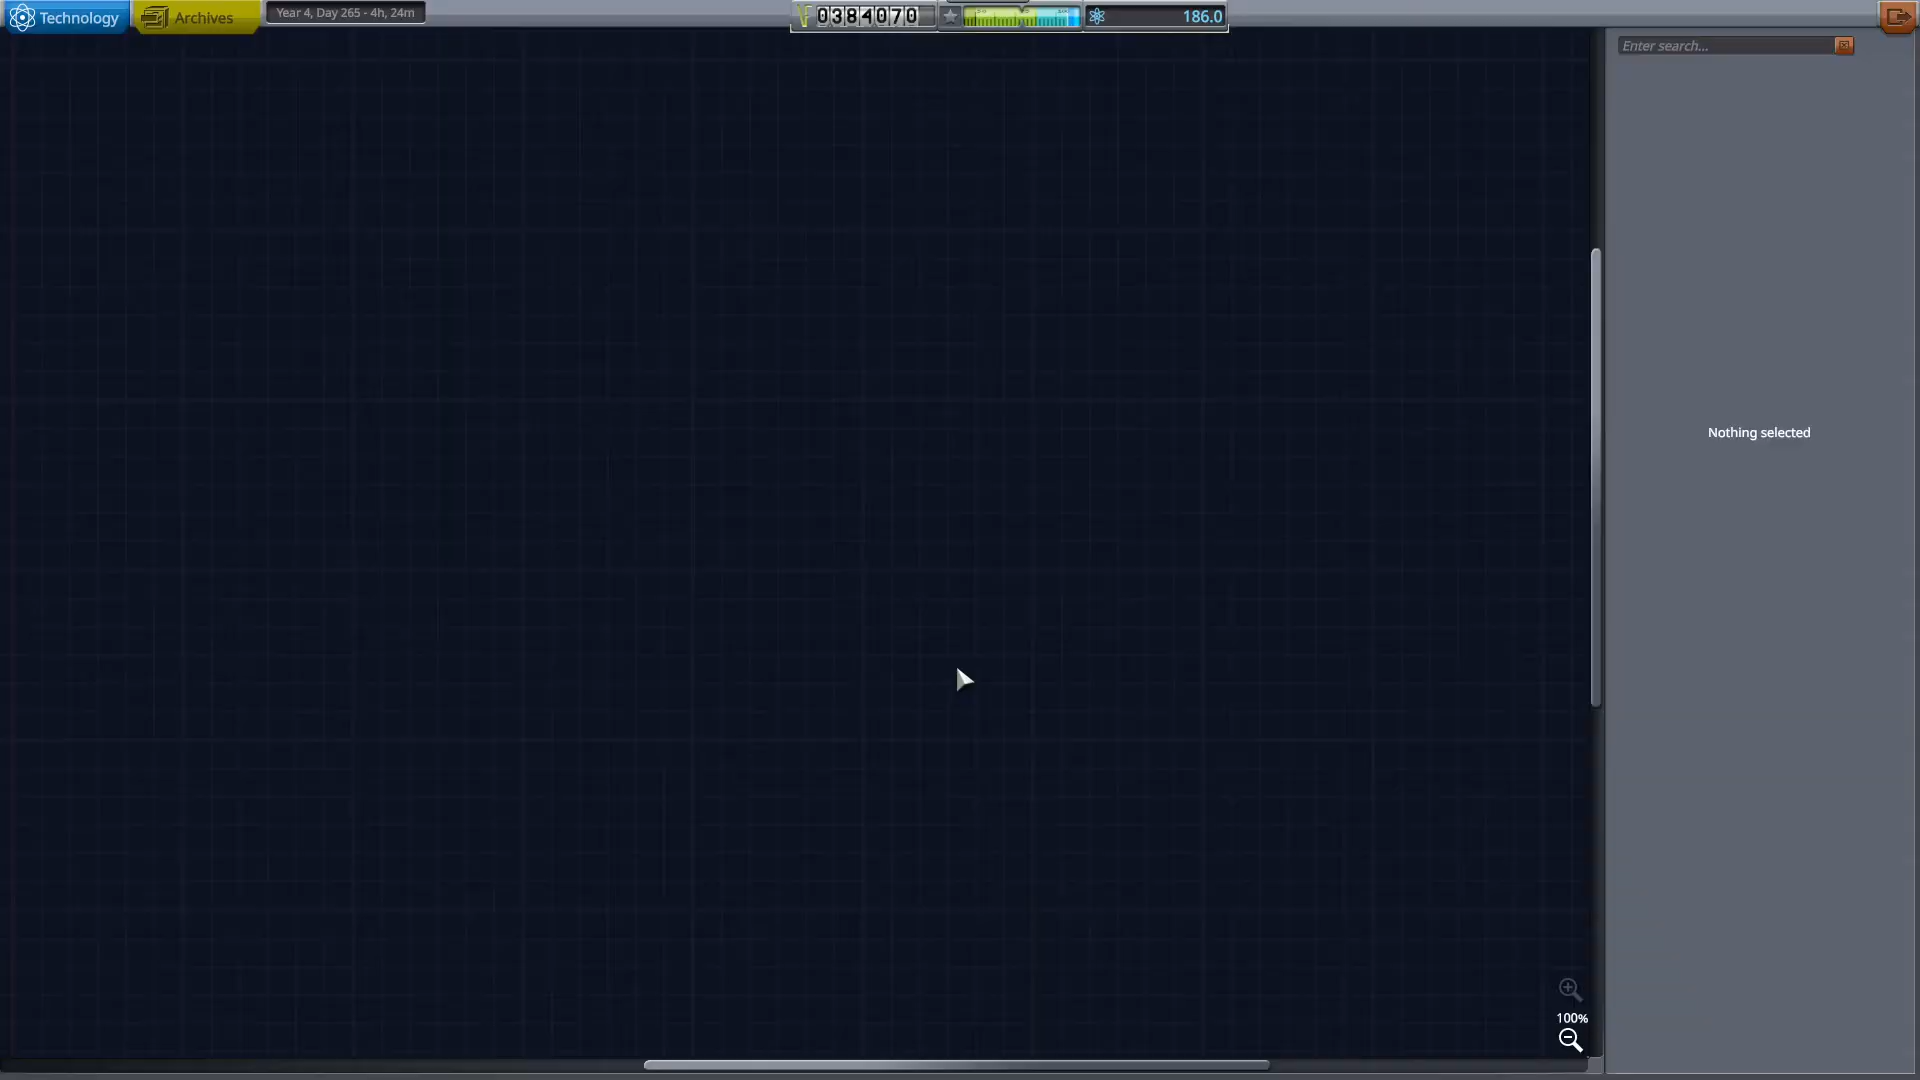 Technology
Archives
Year 4, Day 265 - 4h, 24m
0384070
186.0
Enter search...
Nothing selected
100%